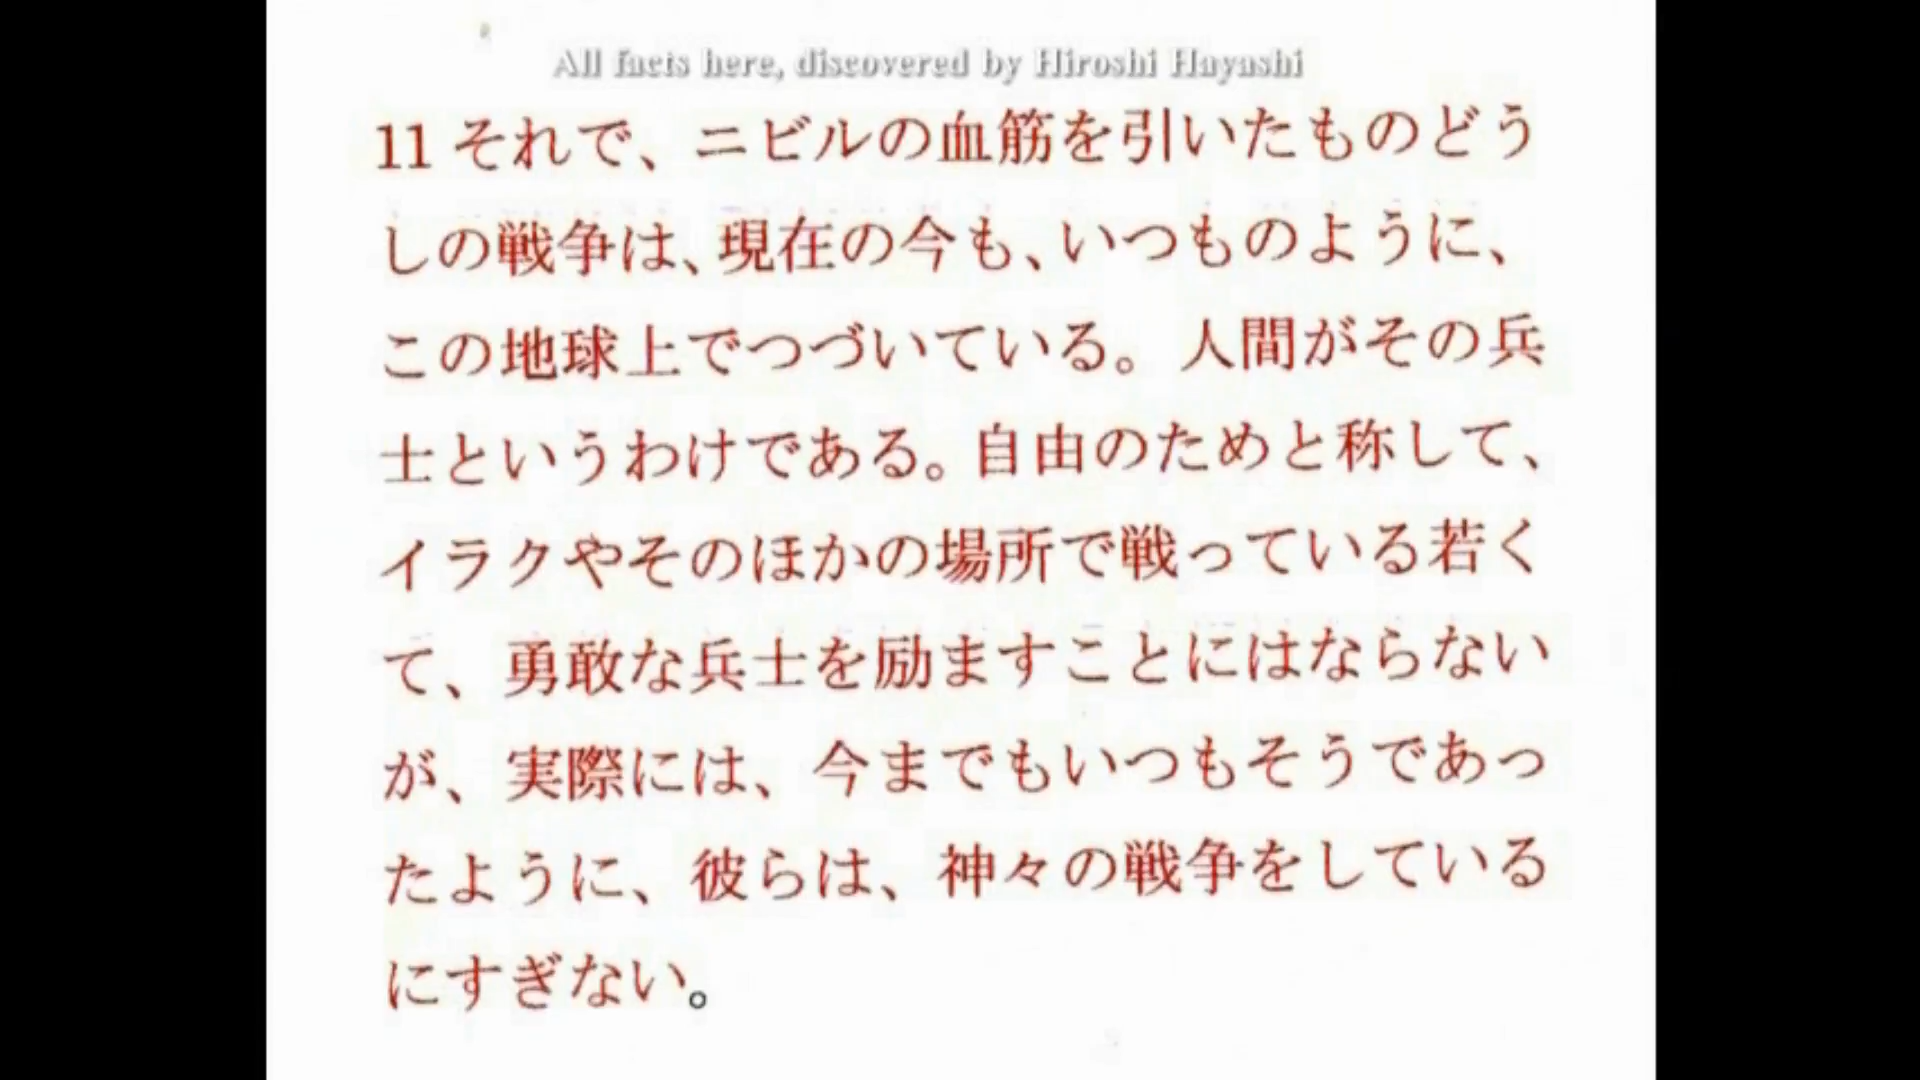 All facts here, discovered by Hiroshi Hayashi
11 それで、ニビルの血筋を引いたものどう
しの戦争は、現在の今も、いつものように、
この地球上でつづいている。人間がその兵
士というわけである。自由のためと称して、
イラクやそのほかの場所で戦っている若く
て、勇敢な兵士を励ますことにはならない
が、実際には、今までもいつもそうであっ
たように、彼らは、神々の戦争をしている
にすぎない。